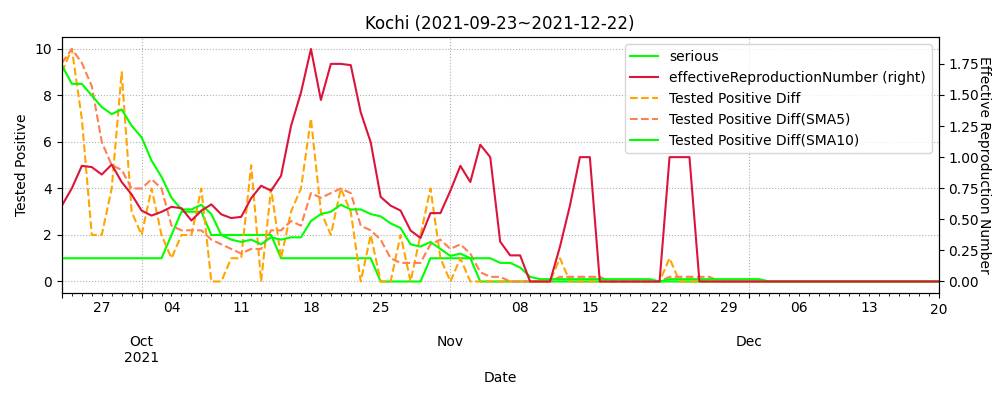 Kochi (2021-09-23~2021-12-22)
Tested Positive
10
8
6
4
2
0
serious
effectiveReproductionNumber (right)
Tested Positive Diff
Tested Positive Diff(SMA5)
Tested Positive Diff(SMA10)
1.75
1.50
1.25
1.00
0.75
0.50
0.25
0.00
Effective Reproduction Number
27 04 11 18 25 08 15 22 29 06 13 20
Oct Nov Dec
2021
Date